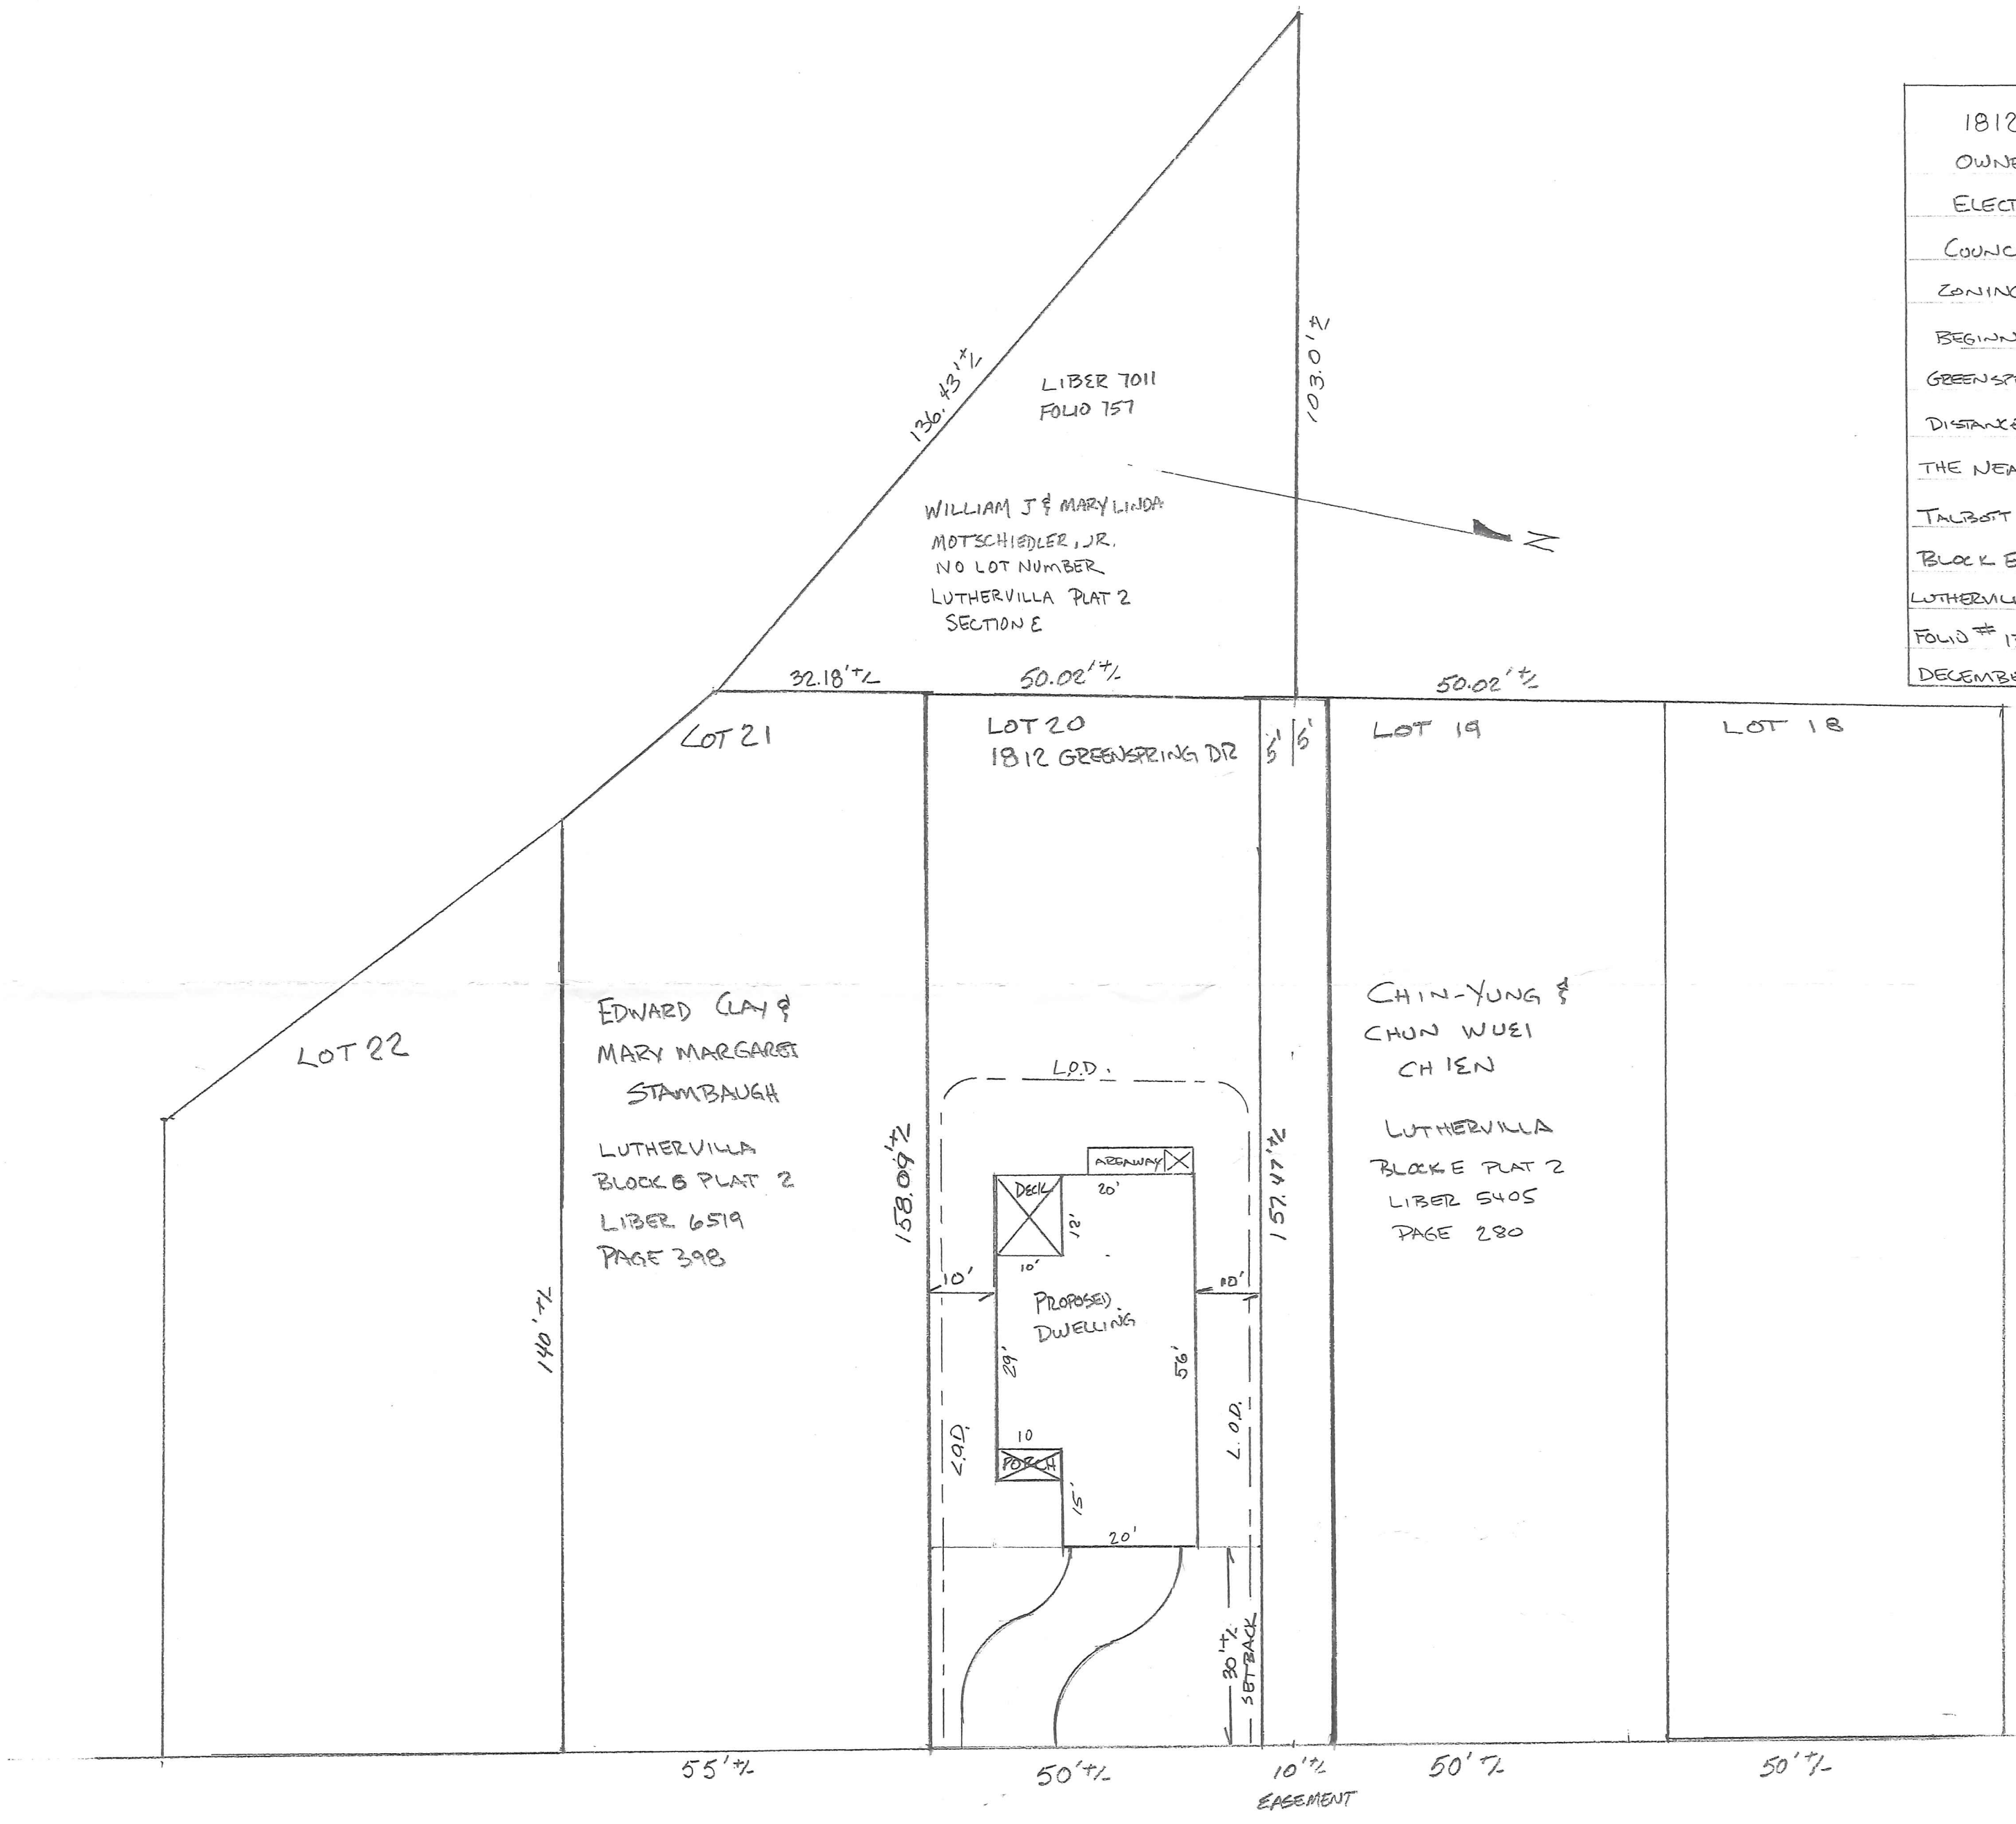 136.43'+/-
LIBER 7011
FOLIO 757
103.0'+/-
WILLIAM J & MARY LINDA
MOTSCHIEDLER, JR.
NO LOT NUMBER
LUTHERVILLA PLAT 2
SECTION E
N
32.18'+/-
50.02'+/-
50.02'+/-
1812
OWNE
ELECT
COUNC
ZONING
BEGINN
GREENSPR
DISTANCE
THE NEA
TALBOTT
BLOCK E
LUTHERVILL
FOLIO # 1
DECEMBE
LOT 21
LOT 20
1812 GREENSPRING DR
5' 5'
LOT 19
LOT 18
LOT 22
EDWARD CLAY &
MARY MARGARET
STAMBAUGH
LUTHERVILLA
BLOCK E PLAT 2
LIBER 6519
PAGE 398
140'+/-
158.09'+/-
L.O.D.
AREAWAY
DECK
20'
12'
10'
10'
10'
PROPOSED
DWELLING
29'
56'
L.O.D.
L.O.D.
10
PORCH
15'
20'
30'+/-
SETBACK
157.47'+/-
CHIN-YUNG &
CHUN WUEI
CHIEN
LUTHERVILLA
BLOCK E PLAT 2
LIBER 5405
PAGE 280
55'+/-
50'+/-
10'+/-
EASEMENT
50'+/-
50'+/-